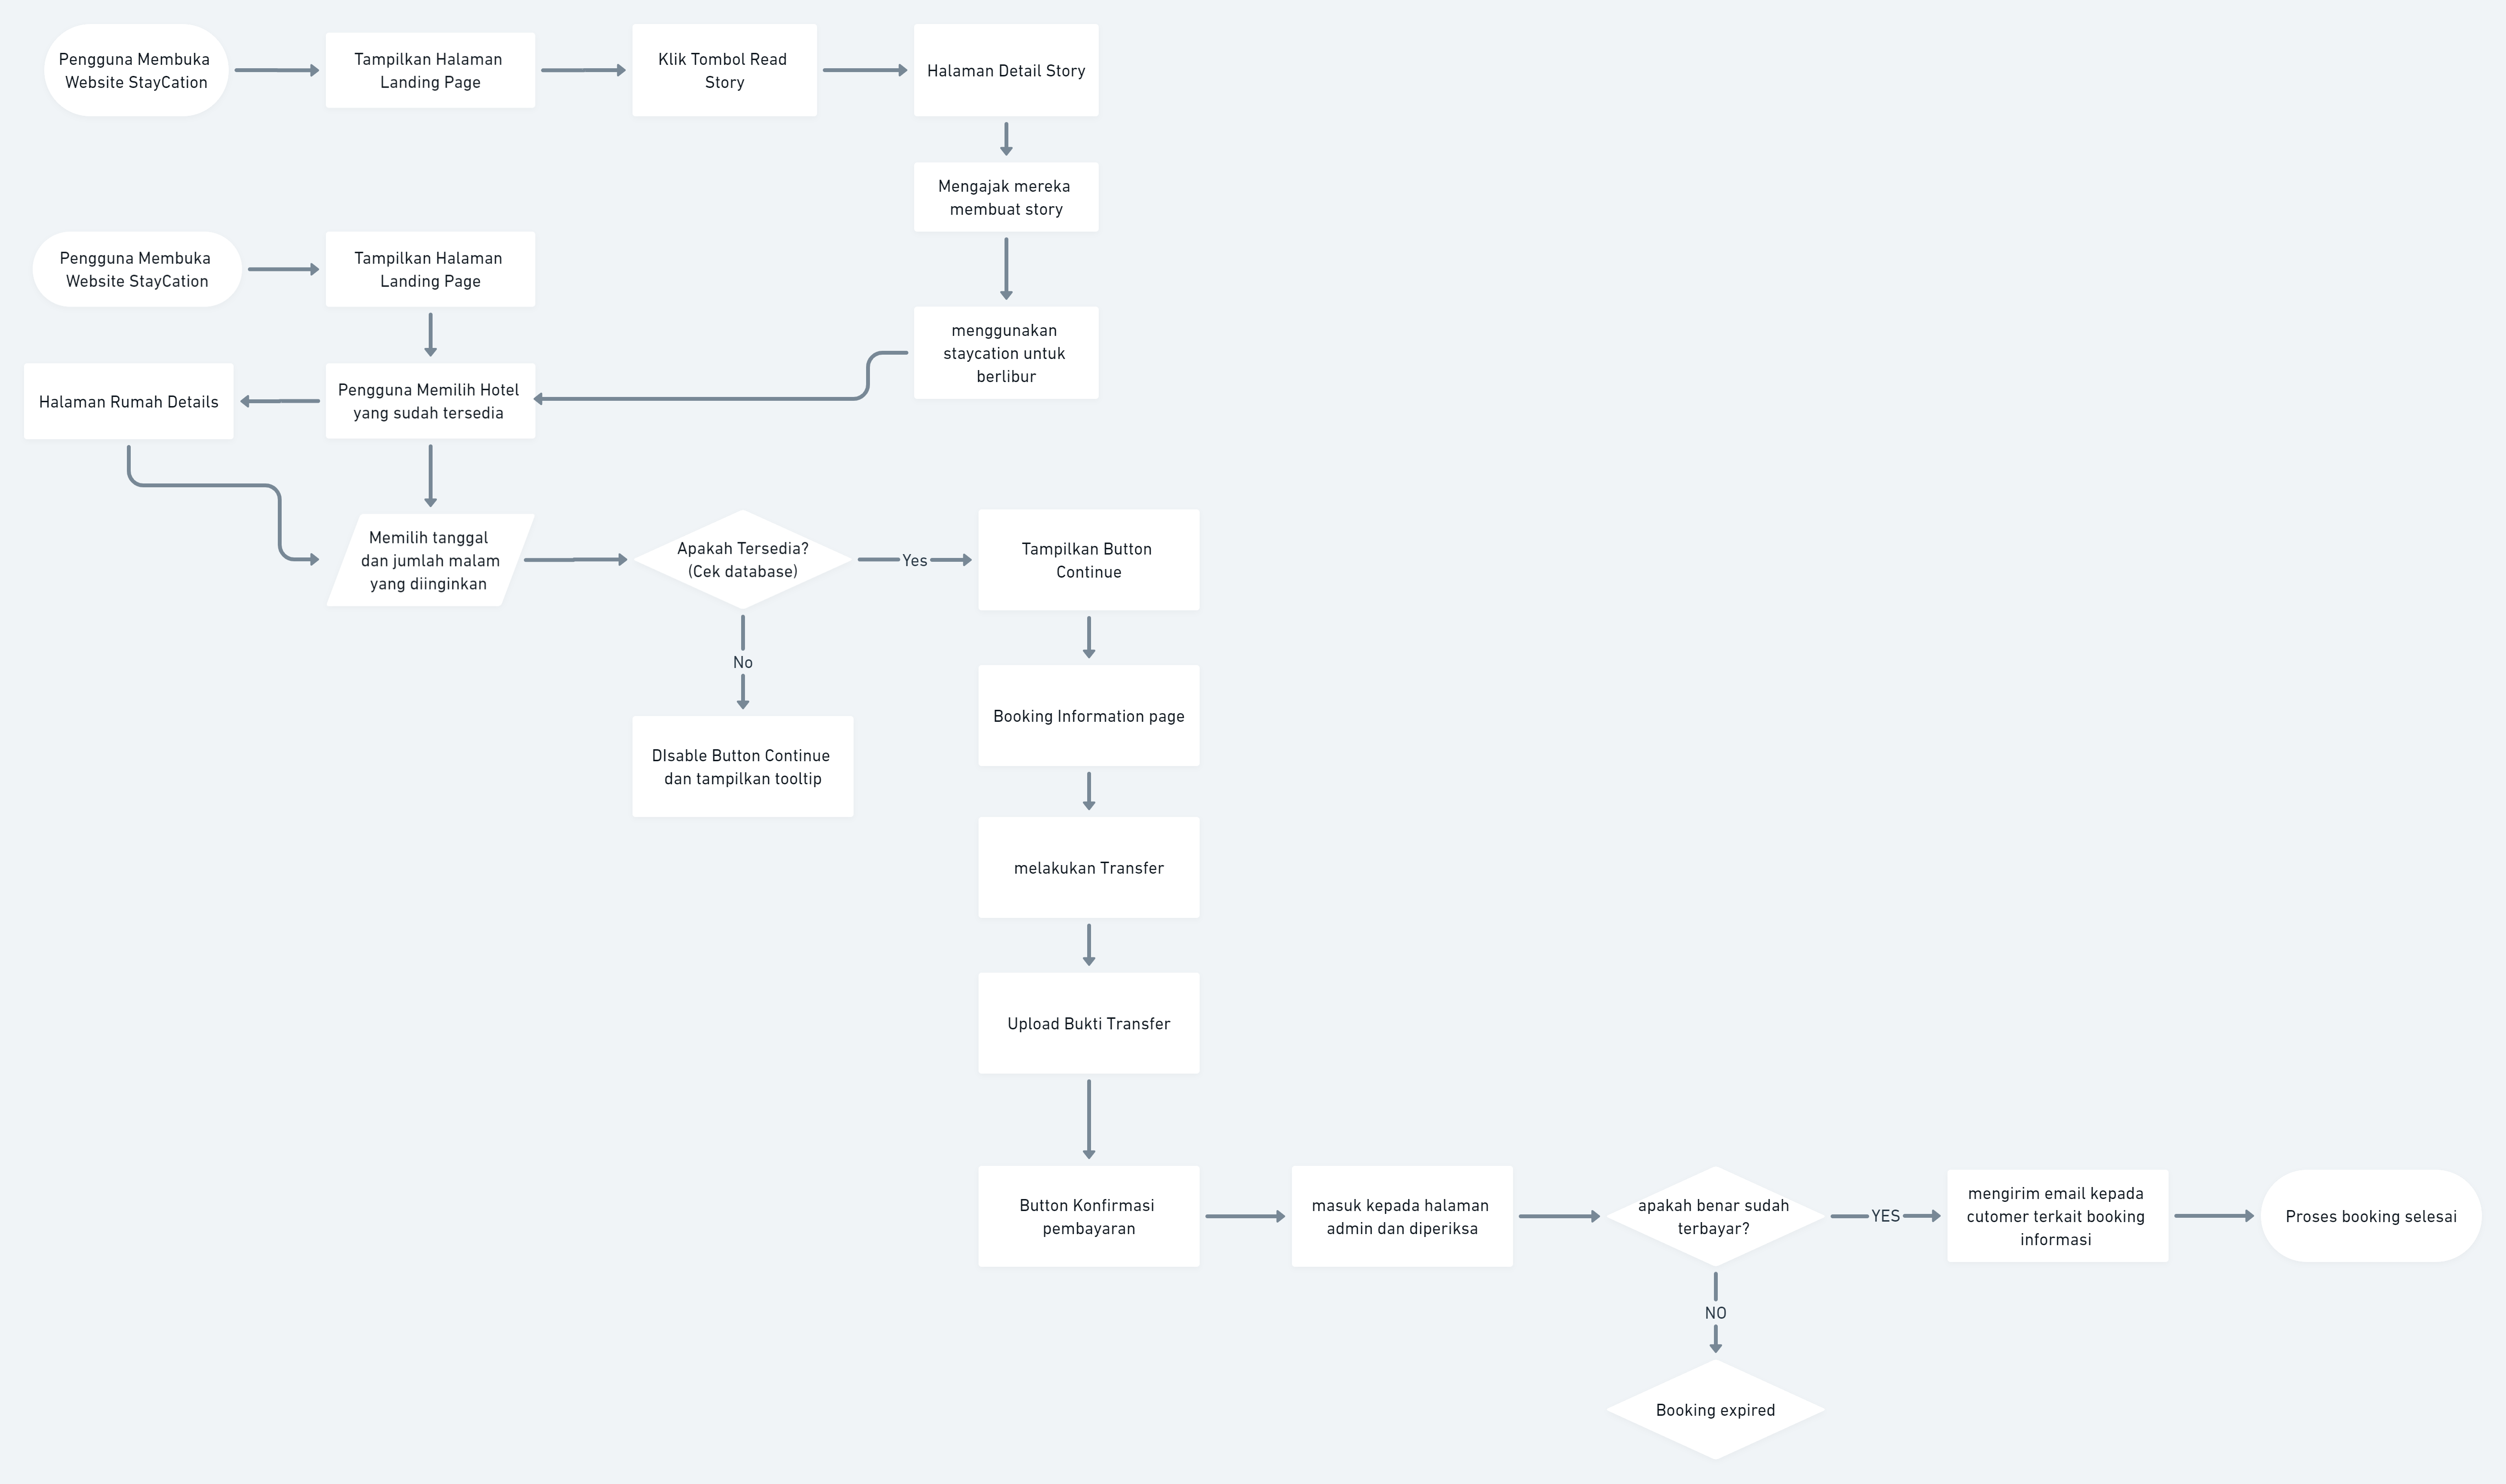 Pengguna Membuka
Website StayCation
Tampilkan Halaman
Landing Page
Klik Tombol Read
Story
Halaman Detail Story
Mengajak mereka
membuat story
Pengguna Membuka
Website StayCation
Tampilkan Halaman
Landing Page
menggunakan
staycation untuk
berlibur
Halaman Rumah Details
Pengguna Memilih Hotel
yang sudah tersedia
Memilih tanggal
dan jumlah malam
yang diinginkan
Apakah Tersedia?
(Cek database)
Yes
Tampilkan Button
Continue
No
DIsable Button Continue
dan tampilkan tooltip
Booking Information page
melakukan Transfer
Upload Bukti Transfer
Button Konfirmasi
pembayaran
masuk kepada halaman
admin dan diperiksa
apakah benar sudah
terbayar?
YES
mengirim email kepada
cutomer terkait booking
informasi
Proses booking selesai
NO
Booking expired